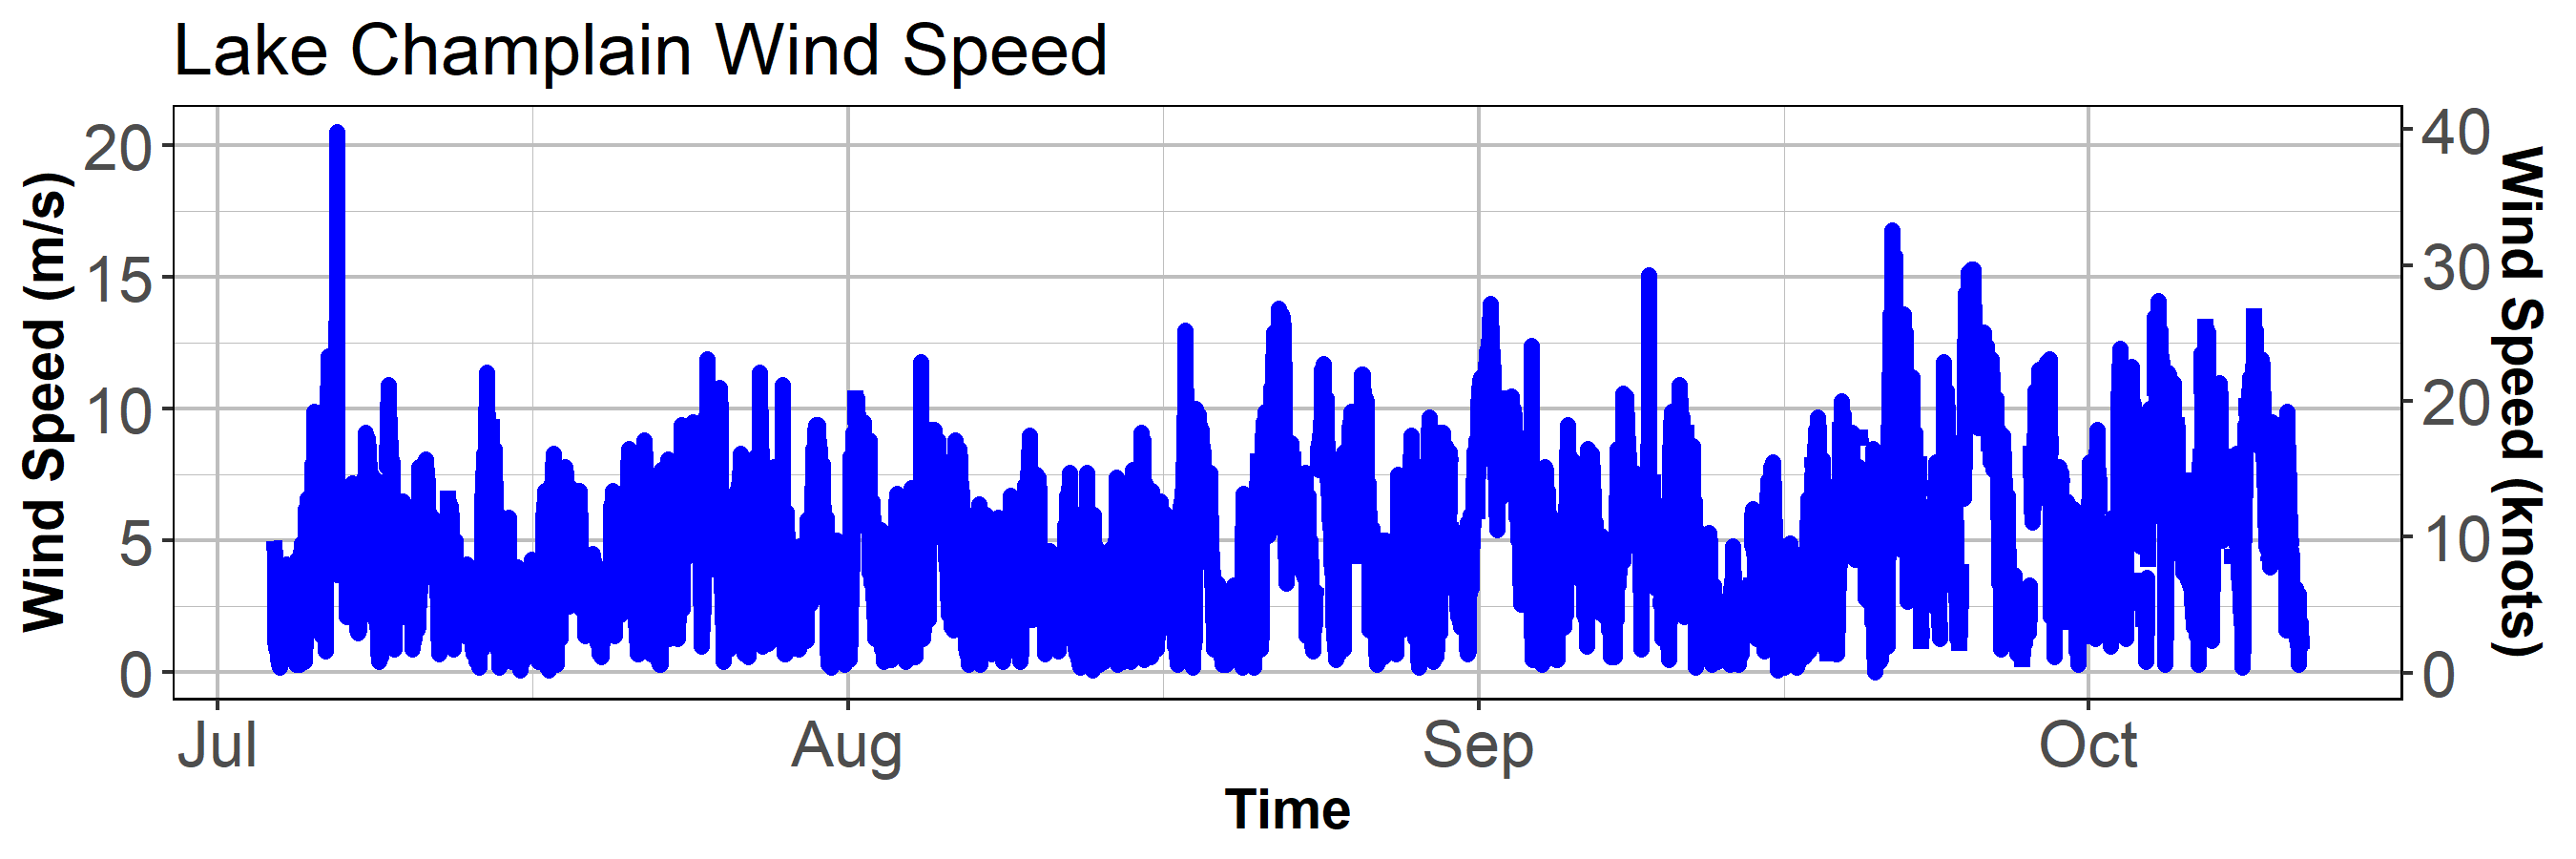 Lake Champlain Wind Speed
Wind Speed (m/s)
20
15
10
5
0
40
30
20
10
0
Wind Speed (knots)
Jul
Aug
Sep
Oct
Time